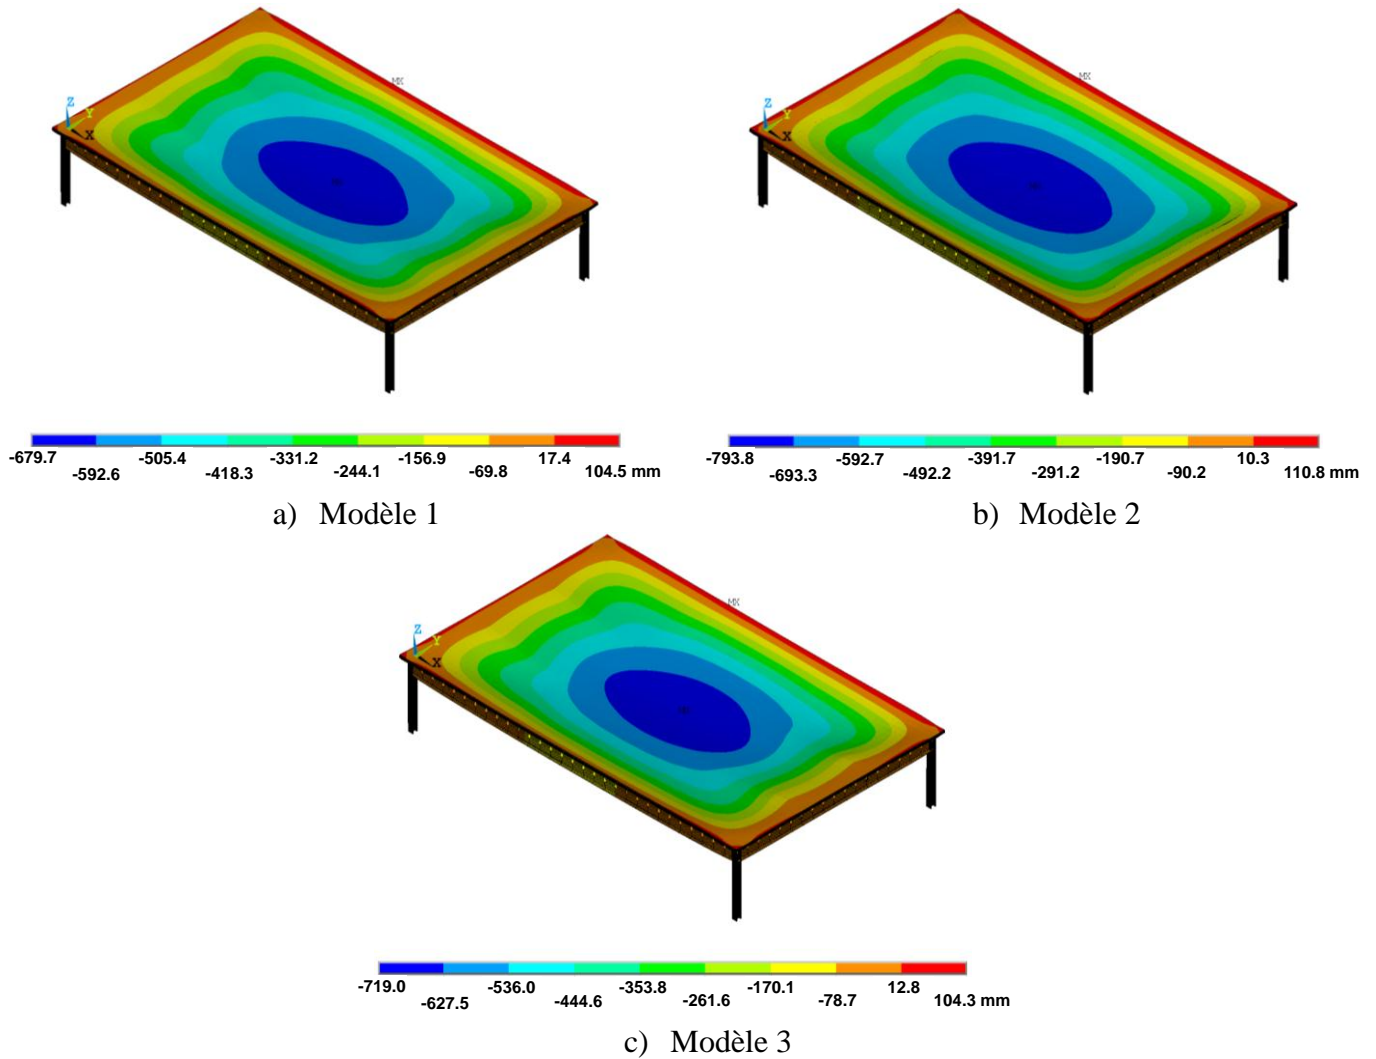 MX
Z
Y
X
-679.7 -592.6 -505.4 -418.3 -331.2 -244.1 -156.9 -69.8 17.4 104.5 mm
a) Modèle 1
MX
Z
Y
X
-793.8 -693.3 -592.7 -492.2 -391.7 -291.2 -190.7 -90.2 10.3 110.8 mm
b) Modèle 2
MX
Z
Y
X
-719.0 -627.5 -536.0 -444.6 -353.8 -261.6 -170.1 -78.7 12.8 104.3 mm
c) Modèle 3